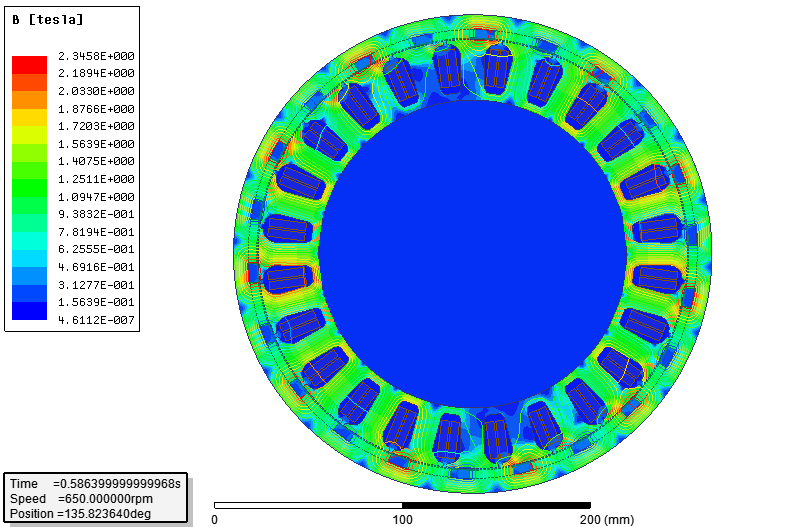 B [tesla]
2.3458E+000
2.1894E+000
2.0330E+000
1.8766E+000
1.7203E+000
1.5639E+000
1.4075E+000
1.2511E+000
1.0947E+000
9.3832E-001
7.8194E-001
6.2555E-001
4.6916E-001
3.1277E-001
1.5639E-001
4.6112E-007
Time =0.586399999999968s
Speed =650.000000rpm
Position =135.823640deg
0 100 200 (mm)